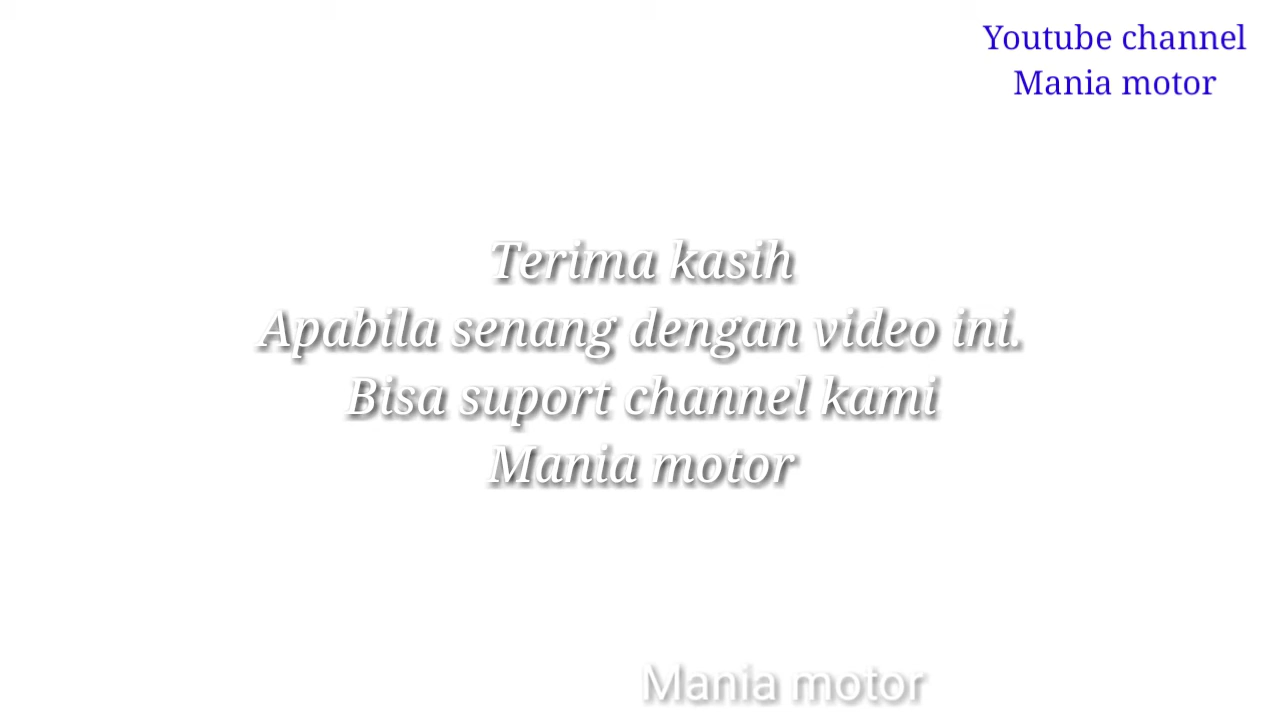 Youtube channel
Mania motor
Terima kasih
Apabila senang dengan video ini.
Bisa suport channel kami
Mania motor
Mania motor